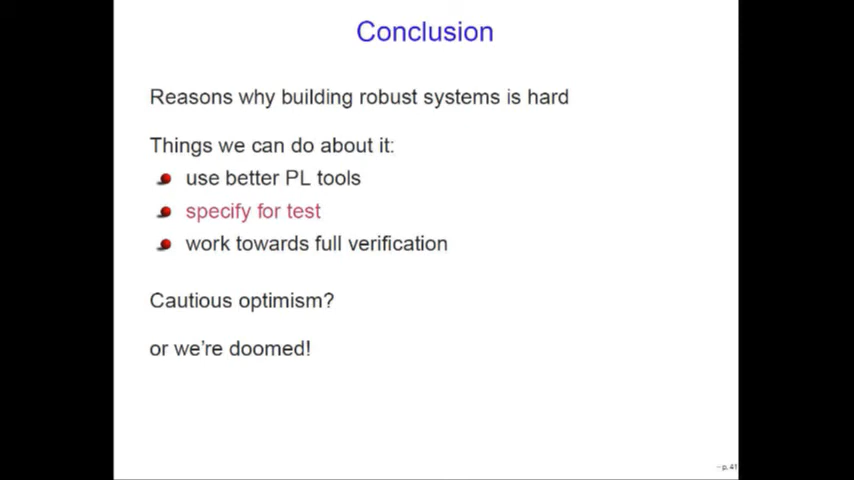 Conclusion
Reasons why building robust systems is hard
Things we can do about it:
use better PL tools
specify for test
work towards full verification
Cautious optimism?
or we're doomed!
– p. 41